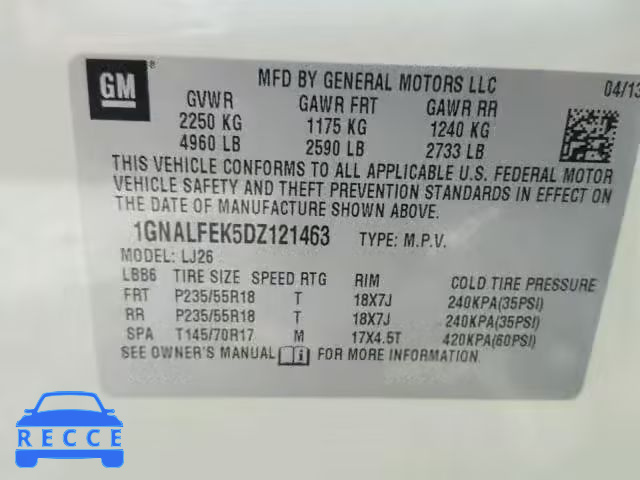 GM
MFD BY GENERAL MOTORS LLC 04/13
GVWR GAWR FRT GAWR RR
2250 KG 1175 KG 1240 KG
4960 LB 2590 LB 2733 LB
THIS VEHICLE CONFORMS TO ALL APPLICABLE U.S. FEDERAL MOTOR
VEHICLE SAFETY AND THEFT PREVENTION STANDARDS IN EFFECT ON
THE DATE OF MANUFACTURE SHOWN ABOVE.
1GNALFEK5DZ121463 TYPE: M.P.V.
MODEL: LJ26
LBB6 TIRE SIZE SPEED RTG RIM COLD TIRE PRESSURE
FRT P235/55R18 T 18X7J 240KPA(35PSI)
RR P235/55R18 T 18X7J 240KPA(35PSI)
SPA T145/70R17 M 17X4.5T 420KPA(60PSI)
SEE OWNER'S MANUAL FOR MORE INFORMATION.
RECCE